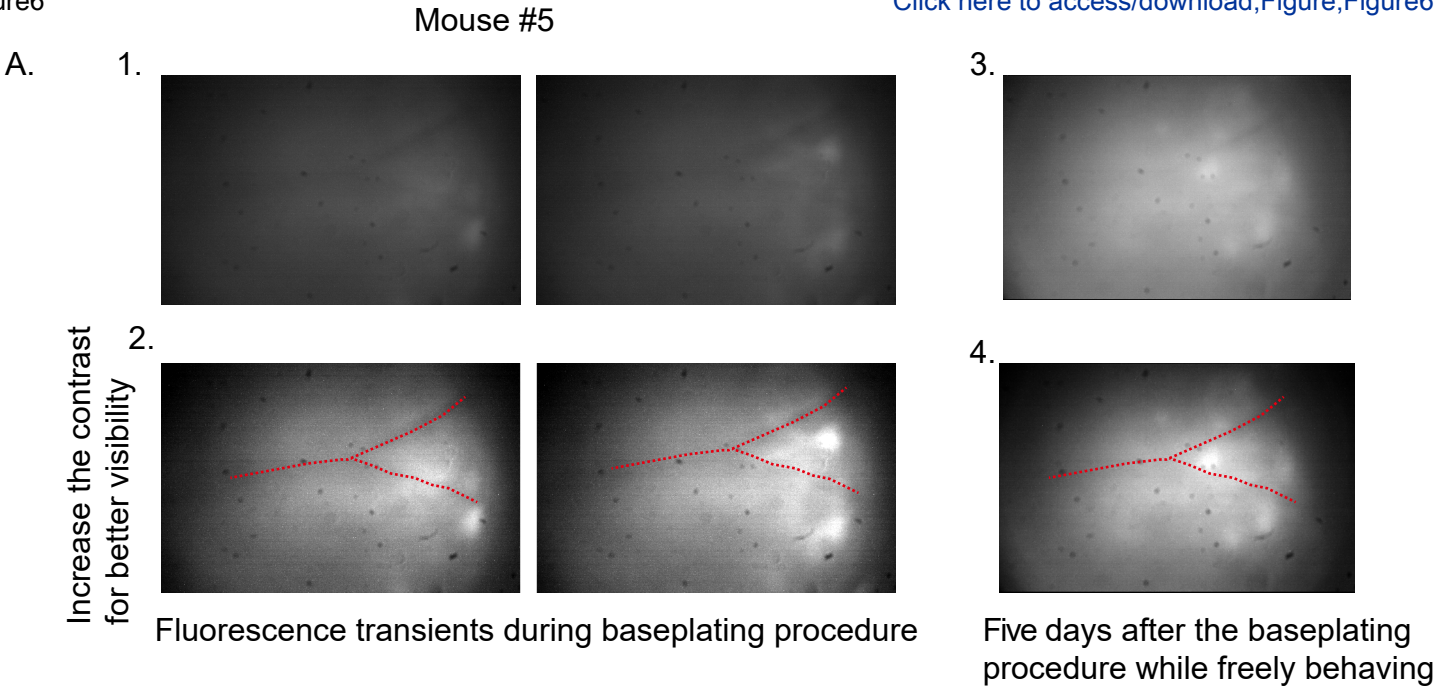 Mouse #5
Click here to access/download;Figure;Figure6
A.
1.
3.
2.
4.
Increase the contrast
for better visibility
Fluorescence transients during baseplating procedure
Five days after the baseplating
procedure while freely behaving